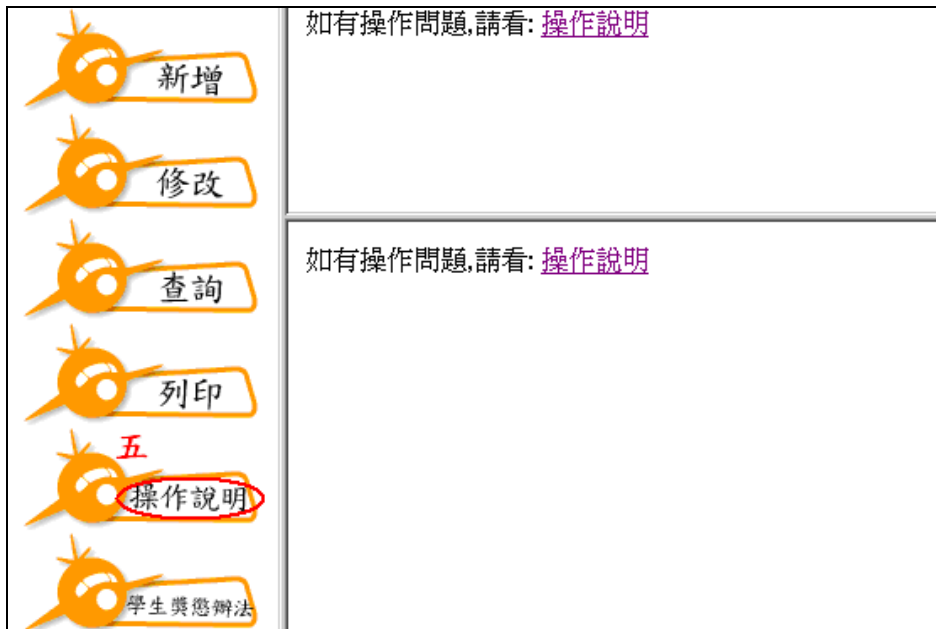 新增
修改
查詢
列印
五
操作說明
學生獎懲辦法
如有操作問題,請看: 操作說明
如有操作問題,請看: 操作說明